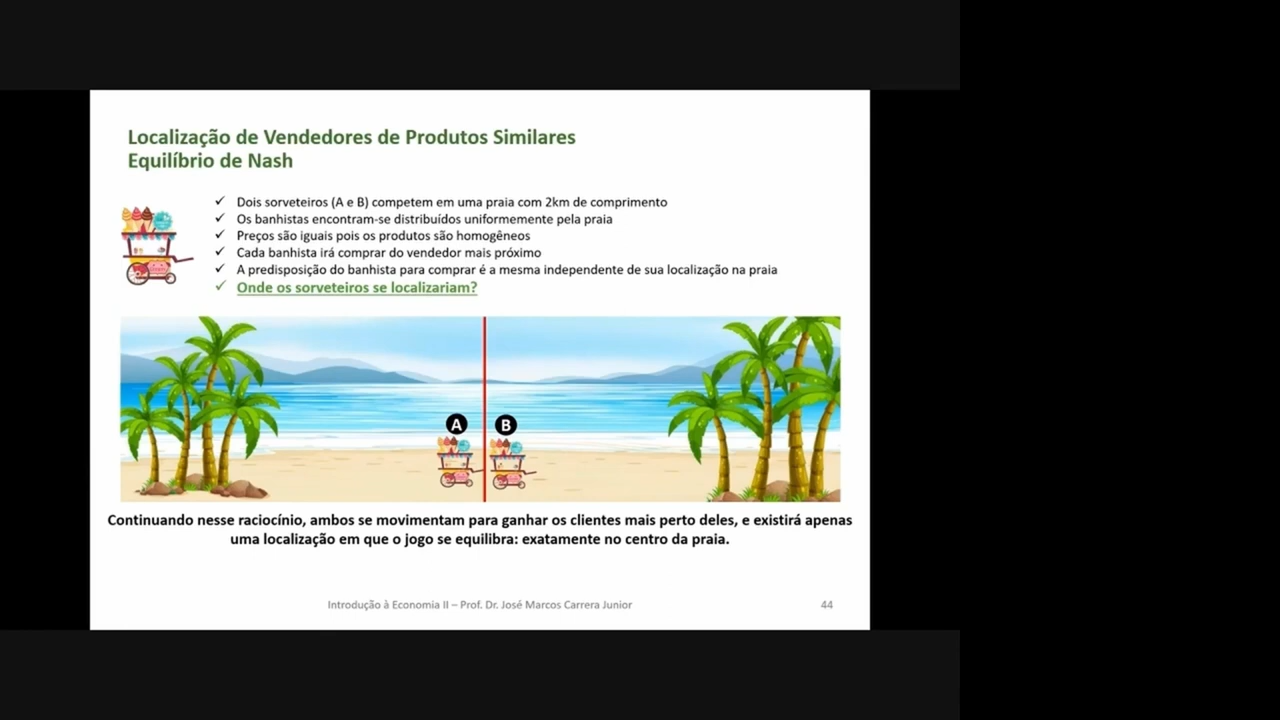 Localização de Vendedores de Produtos Similares
Equilíbrio de Nash
✓ Dois sorveteiros (A e B) competem em uma praia com 2km de comprimento
✓ Os banhistas encontram-se distribuídos uniformemente pela praia
✓ Preços são iguais pois os produtos são homogêneos
✓ Cada banhista irá comprar do vendedor mais próximo
✓ A predisposição do banhista para comprar é a mesma independente de sua localização na praia
✓ Onde os sorveteiros se localizariam?
A B
Continuando nesse raciocínio, ambos se movimentam para ganhar os clientes mais perto deles, e existirá apenas
uma localização em que o jogo se equilibra: exatamente no centro da praia.
Introdução à Economia II – Prof. Dr. José Marcos Carrera Junior 44